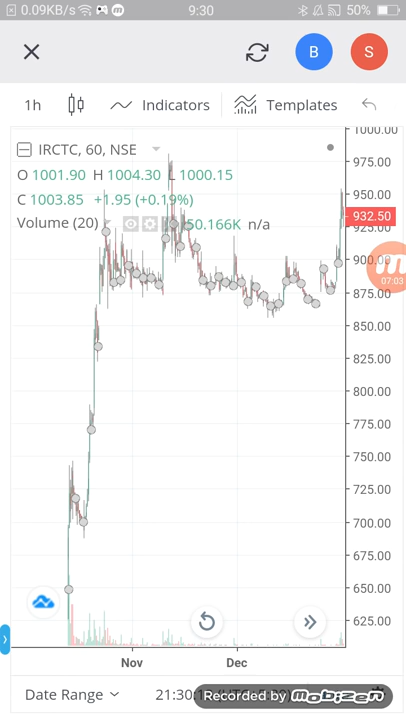 0.09KB/s 9:30 50%
B S
1h Indicators Templates
1000.00
IRCTC, 60, NSE
975.00
O 1001.90 H 1004.30 L 1000.15
950.00
C 1003.85 +1.95 (+0.19%)
932.50
Volume (20) 50.166K n/a
925.00
900.00
07:03
875.00
850.00
825.00
800.00
775.00
750.00
725.00
700.00
675.00
650.00
625.00
Nov Dec
Date Range 21:30:1
Recorded by mobizen